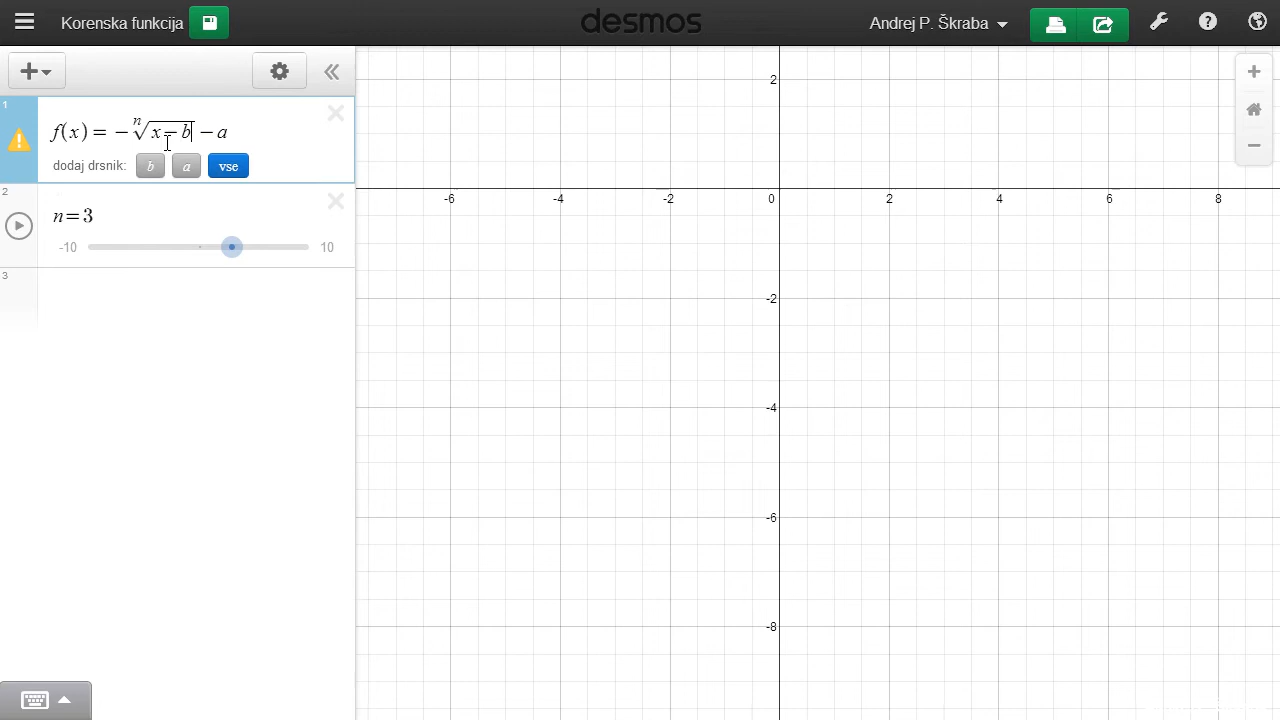 Korenska funkcija
desmos
Andrej P. Škraba
1
f(x) = −ⁿ√(x − b) − a
dodaj drsnik: b a vse
2
n = 3
-10 10
3
2
-6 -4 -2 0 2 4 6 8
-2
-4
-6
-8